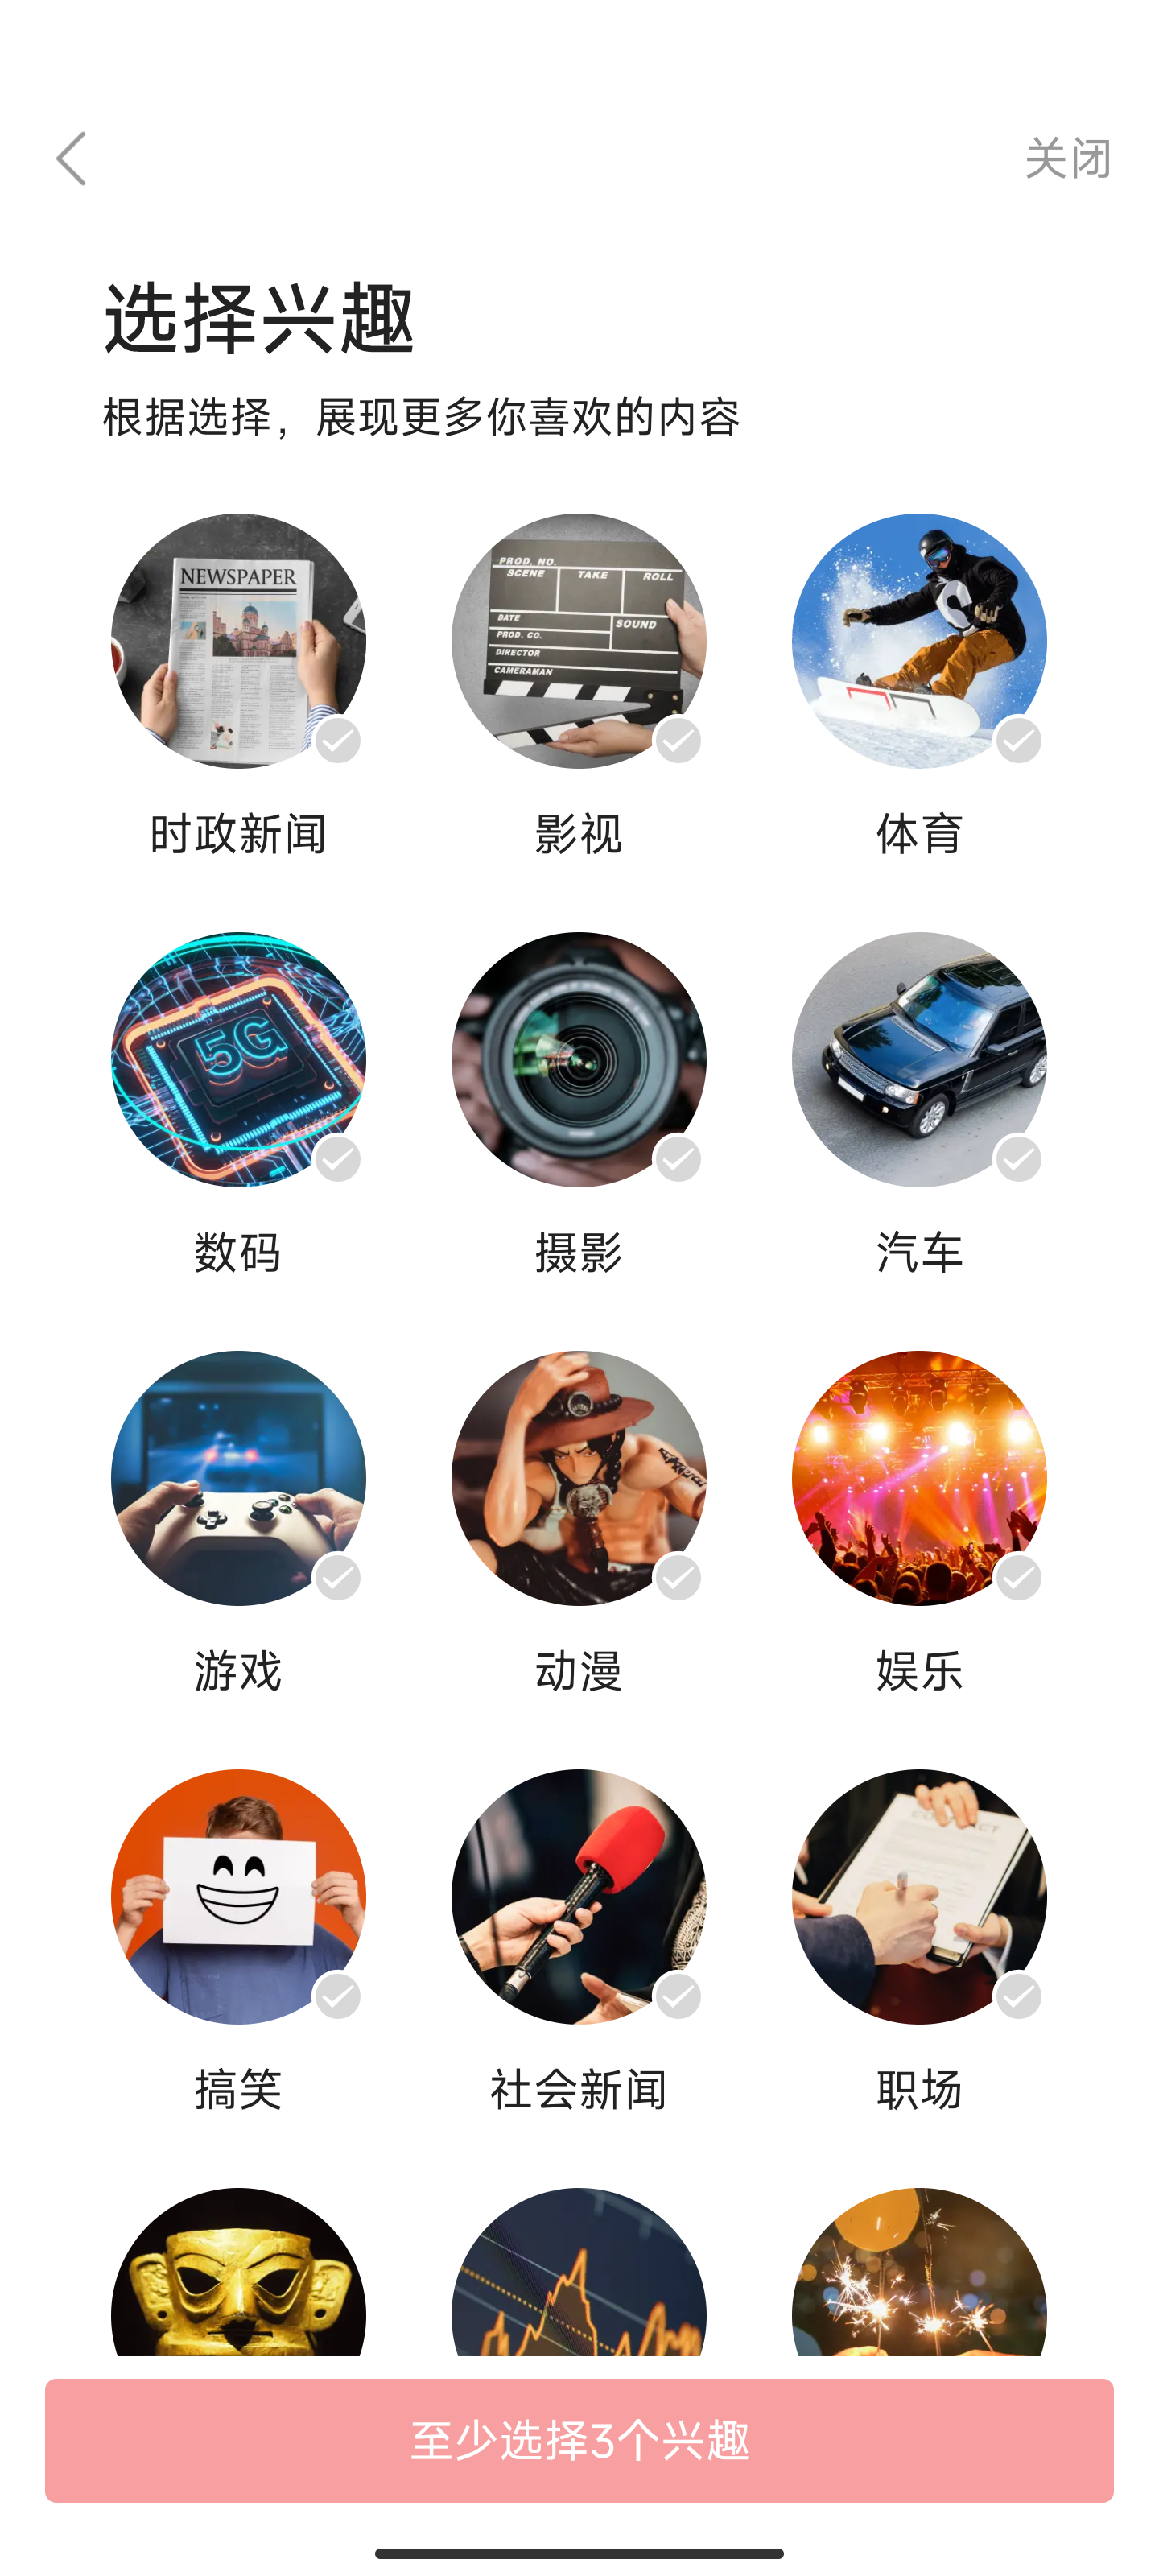 关闭
选择兴趣
根据选择，展现更多你喜欢的内容
NEWSPAPER
PROD. NO.
SCENE TAKE ROLL
DATE
SOUND
PROD. CO.
DIRECTOR
CAMERAMAN
时政新闻 影视 体育
5G
数码 摄影 汽车
游戏 动漫 娱乐
搞笑 社会新闻 职场
至少选择3个兴趣